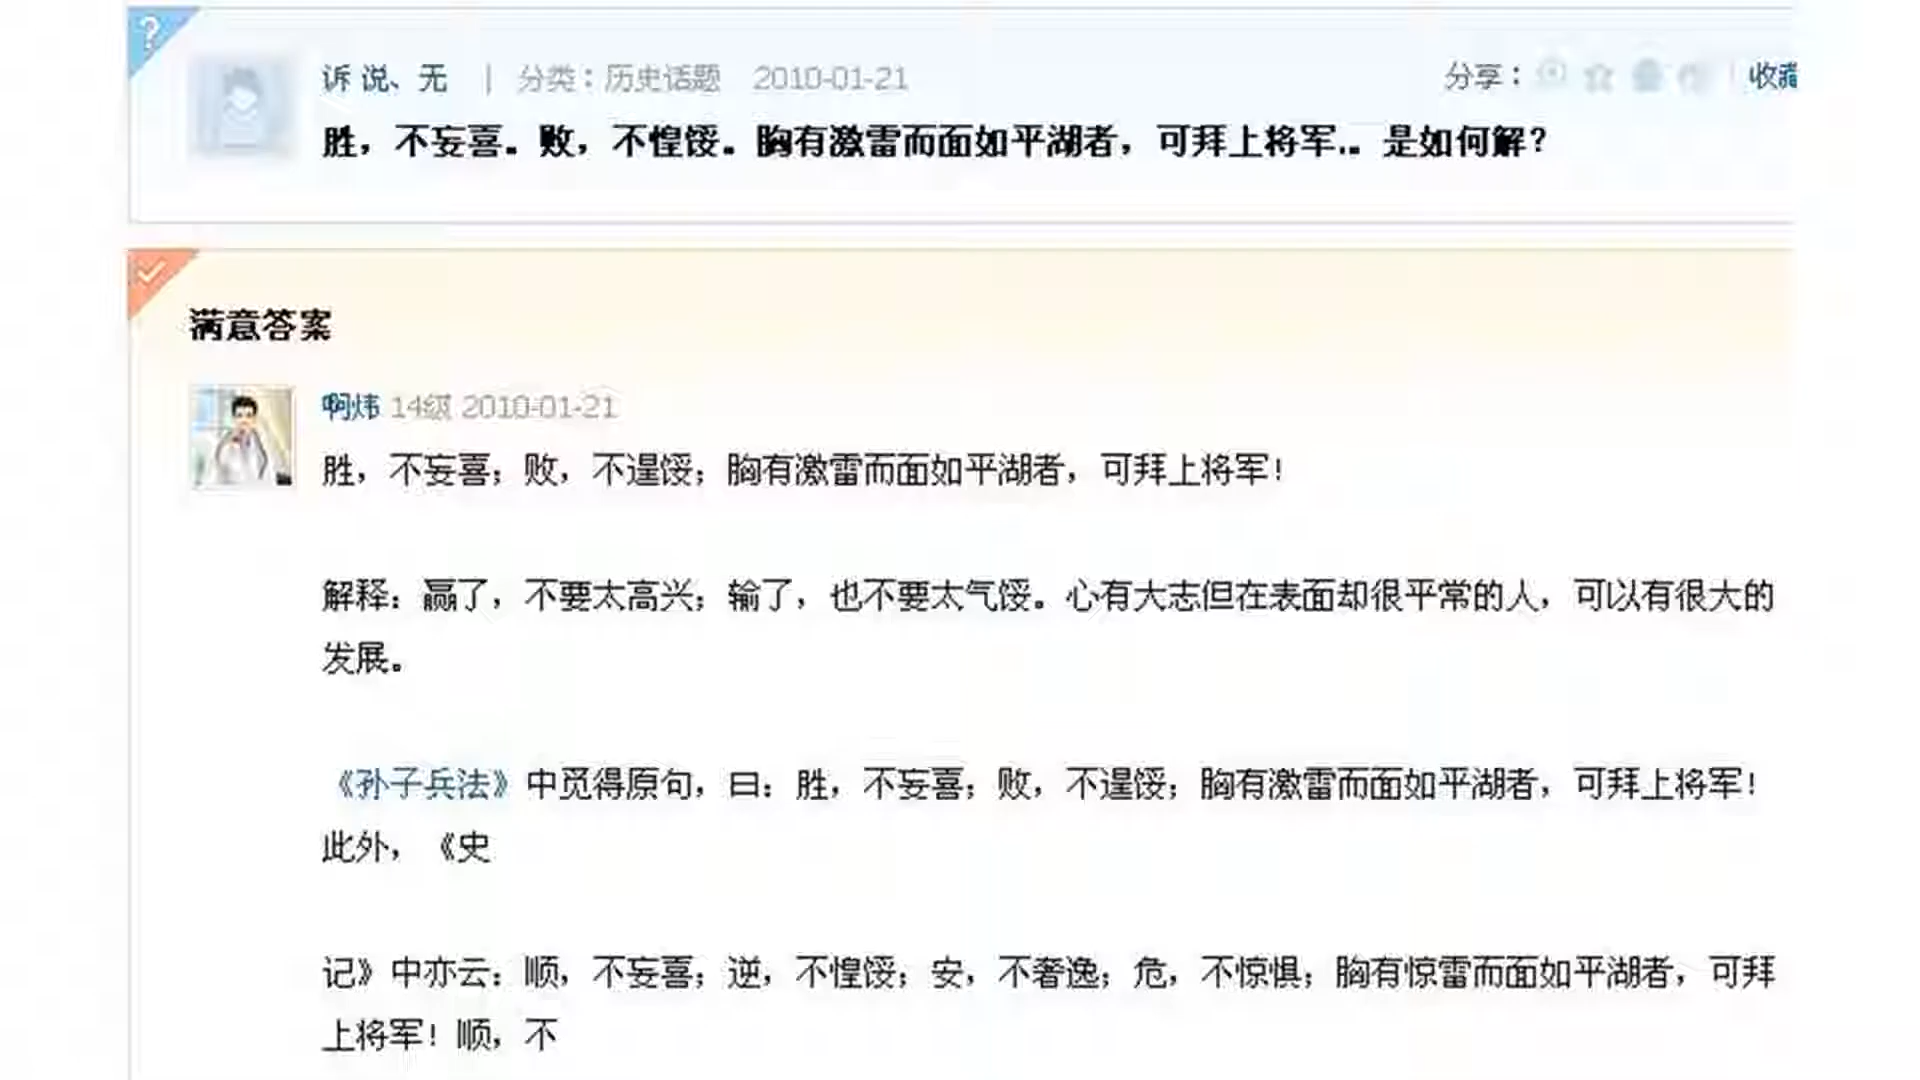 诉 说、无 | 分类：历史话题 2010-01-21 分享： 收藏
胜，不妄喜。败，不惶馁。胸有激雷而面如平湖者，可拜上将军.. 是如何解？
满意答案
啊炜 14级 2010-01-21
胜，不妄喜；败，不遑馁；胸有激雷而面如平湖者，可拜上将军！
解释：赢了，不要太高兴；输了，也不要太气馁。心有大志但在表面却很平常的人，可以有很大的
发展。
《孙子兵法》中觅得原句，曰：胜，不妄喜；败，不遑馁；胸有激雷而面如平湖者，可拜上将军！
此外，《史
记》中亦云：顺，不妄喜；逆，不惶馁；安，不奢逸；危，不惊惧；胸有惊雷而面如平湖者，可拜
上将军！顺，不